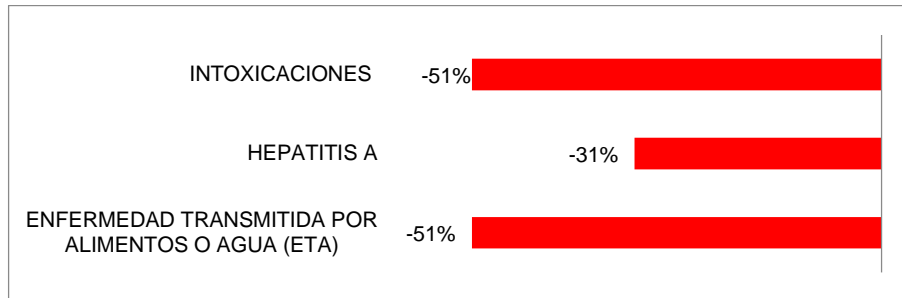 INTOXICACIONES -51%
HEPATITIS A -31%
ENFERMEDAD TRANSMITIDA POR
ALIMENTOS O AGUA (ETA) -51%